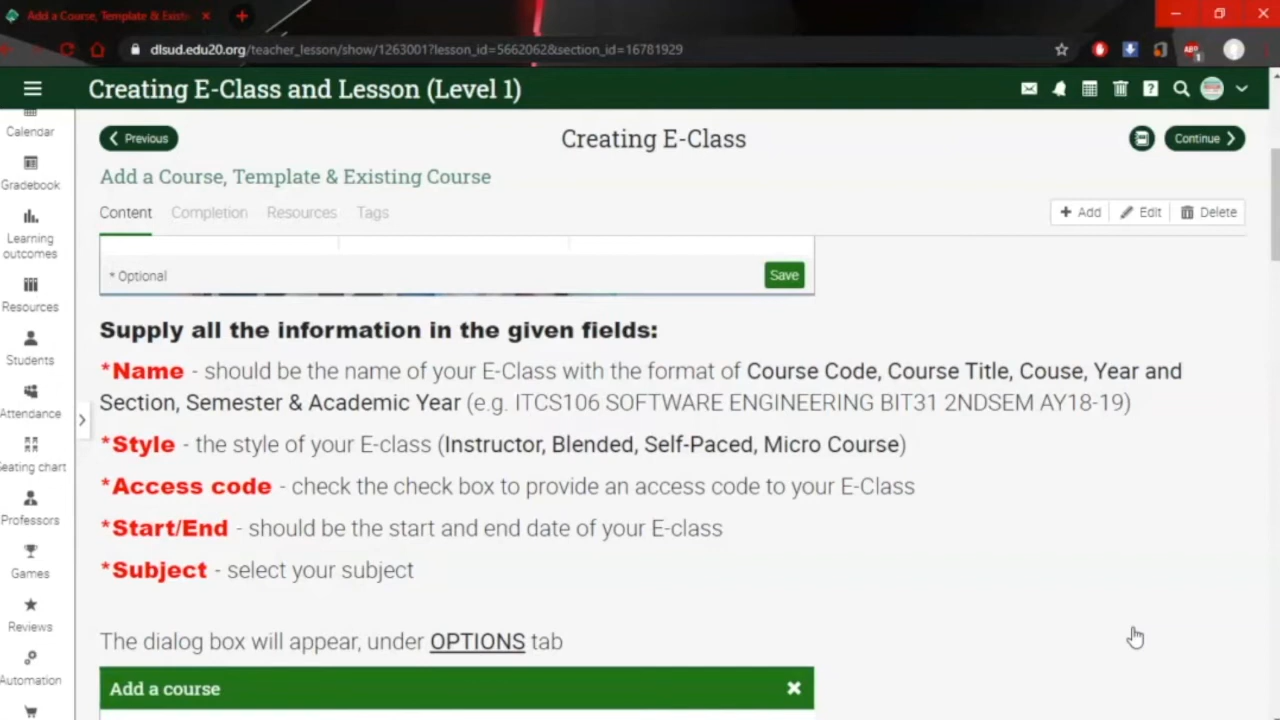 Add a Course, Template & Existi
dlsud.edu20.org/teacher_lesson/show/1263001?lesson_id=5662062&section_id=16781929
ABP
1
Creating E-Class and Lesson (Level 1)
Calendar
Gradebook
Learning
outcomes
Resources
Students
Attendance
eating chart
Professors
Games
Reviews
Automation
Previous
Creating E-Class
Continue
Add a Course, Template & Existing Course
Content Completion Resources Tags
Add Edit Delete
* Optional
Save
Supply all the information in the given fields:
*Name - should be the name of your E-Class with the format of Course Code, Course Title, Couse, Year and
Section, Semester & Academic Year (e.g. ITCS106 SOFTWARE ENGINEERING BIT31 2NDSEM AY18-19)
*Style - the style of your E-class (Instructor, Blended, Self-Paced, Micro Course)
*Access code - check the check box to provide an access code to your E-Class
*Start/End - should be the start and end date of your E-class
*Subject - select your subject
The dialog box will appear, under OPTIONS tab
Add a course